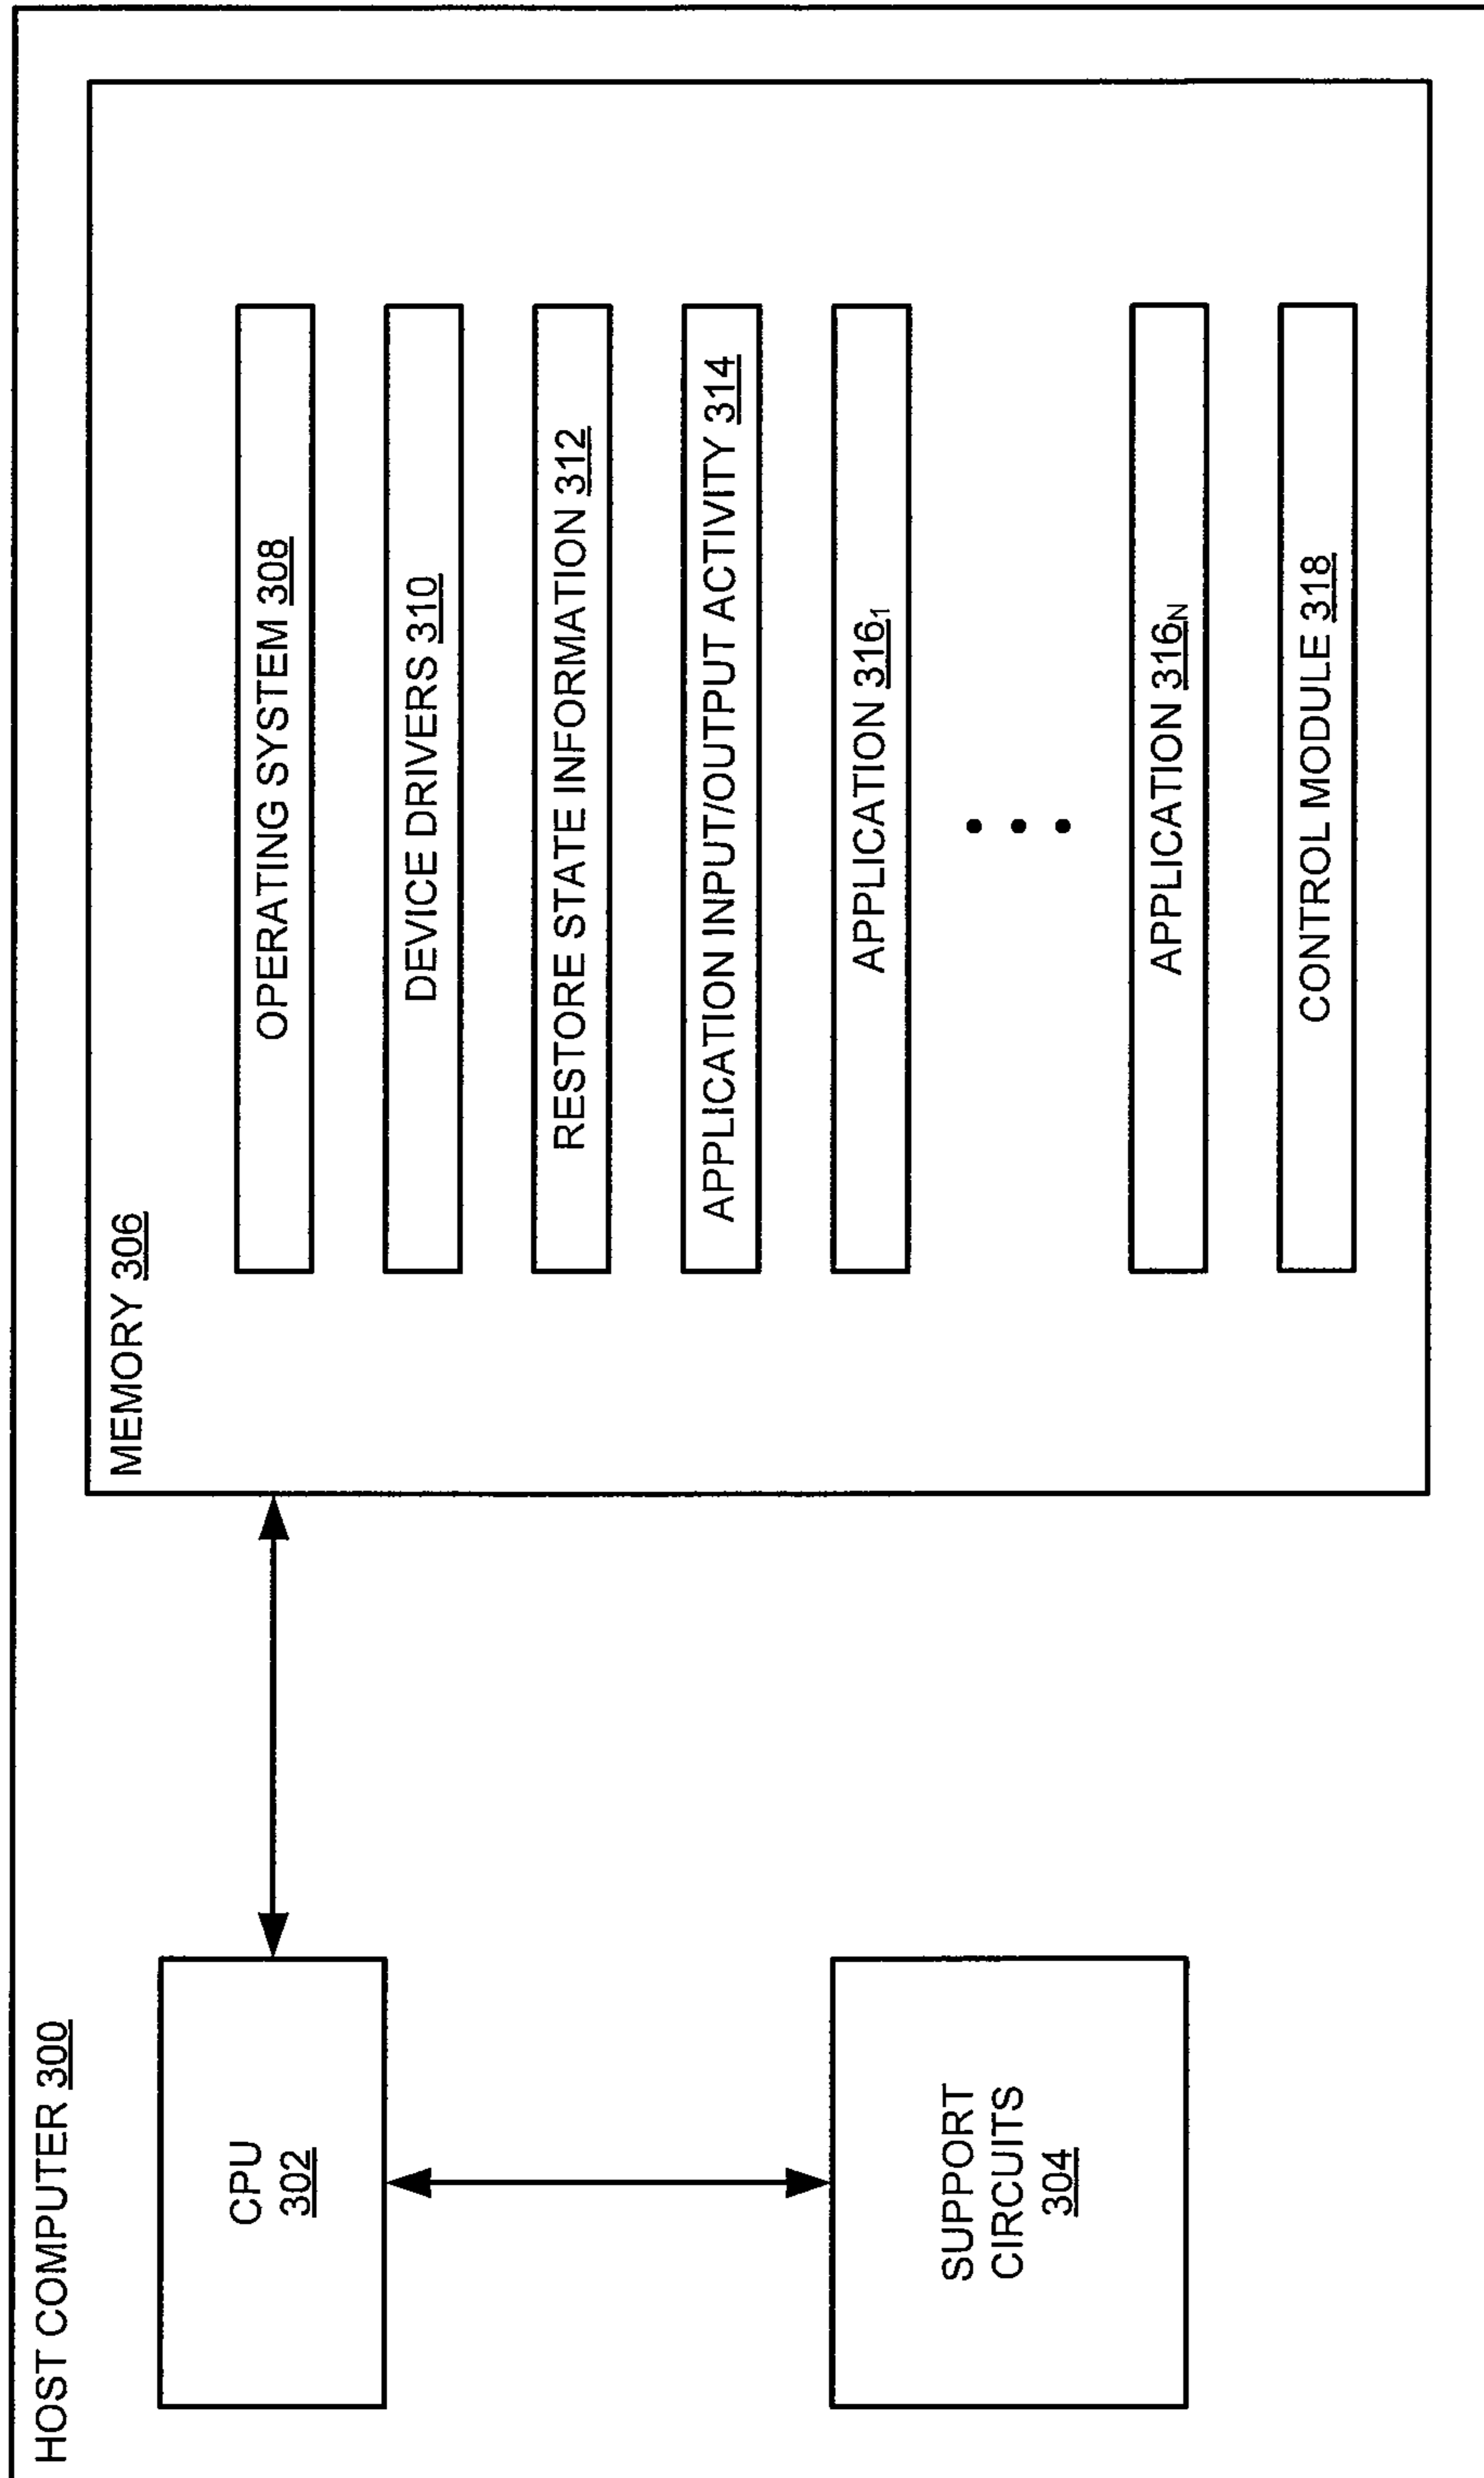 HOST COMPUTER 300
CPU
302
SUPPORT
CIRCUITS
304
MEMORY 306
OPERATING SYSTEM 308
DEVICE DRIVERS 310
RESTORE STATE INFORMATION 312
APPLICATION INPUT/OUTPUT ACTIVITY 314
APPLICATION 316₁
APPLICATION 316N
CONTROL MODULE 318